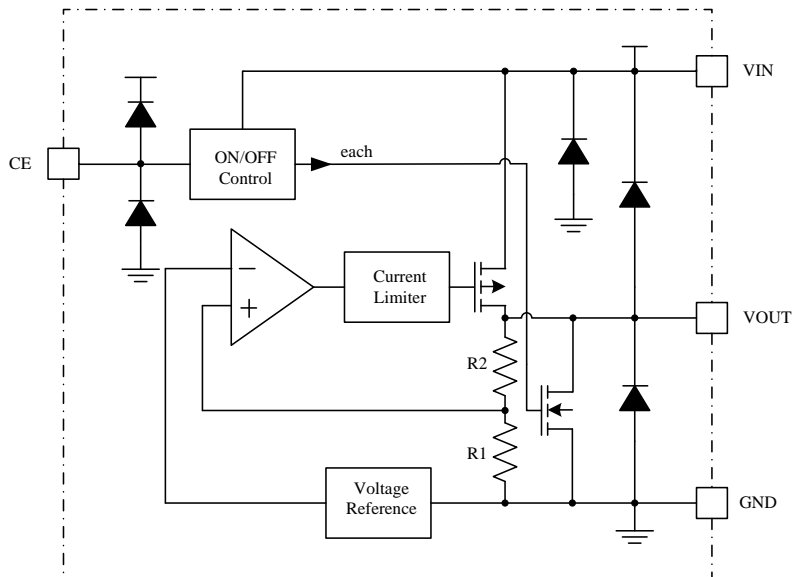 VIN
CE
ON/OFF
Control
each
−
+
Current
Limiter
VOUT
R2
R1
Voltage
Reference
GND